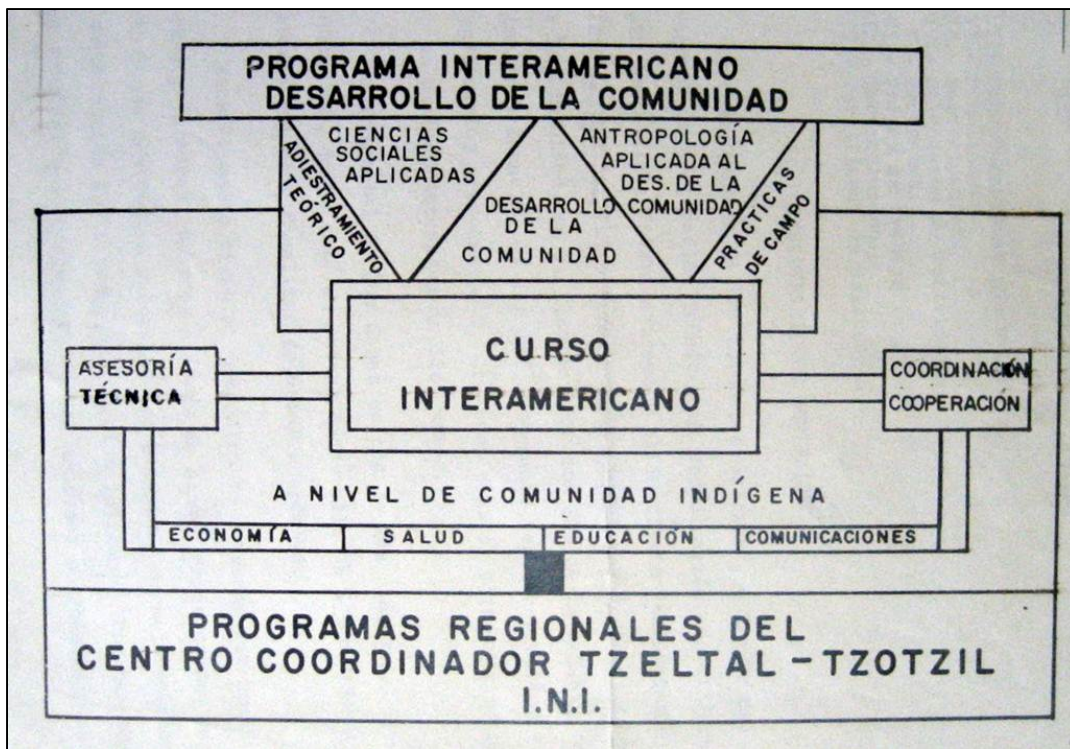 PROGRAMA INTERAMERICANO
DESARROLLO DE LA COMUNIDAD
ADIESTRAMIENTO
TEÓRICO
CIENCIAS
SOCIALES
APLICADAS
DESARROLLO
DE LA
COMUNIDAD
ANTROPOLOGÍA
APLICADA AL
DES. DE LA
COMUNIDAD
PRACTICAS
DE CAMPO
CURSO
INTERAMERICANO
ASESORÍA
TÉCNICA
COORDINACIÓN
COOPERACIÓN
A NIVEL DE COMUNIDAD INDÍGENA
ECONOMÍA SALUD EDUCACIÓN COMUNICACIONES
PROGRAMAS REGIONALES DEL
CENTRO COORDINADOR TZELTAL - TZOTZIL
I.N.I.